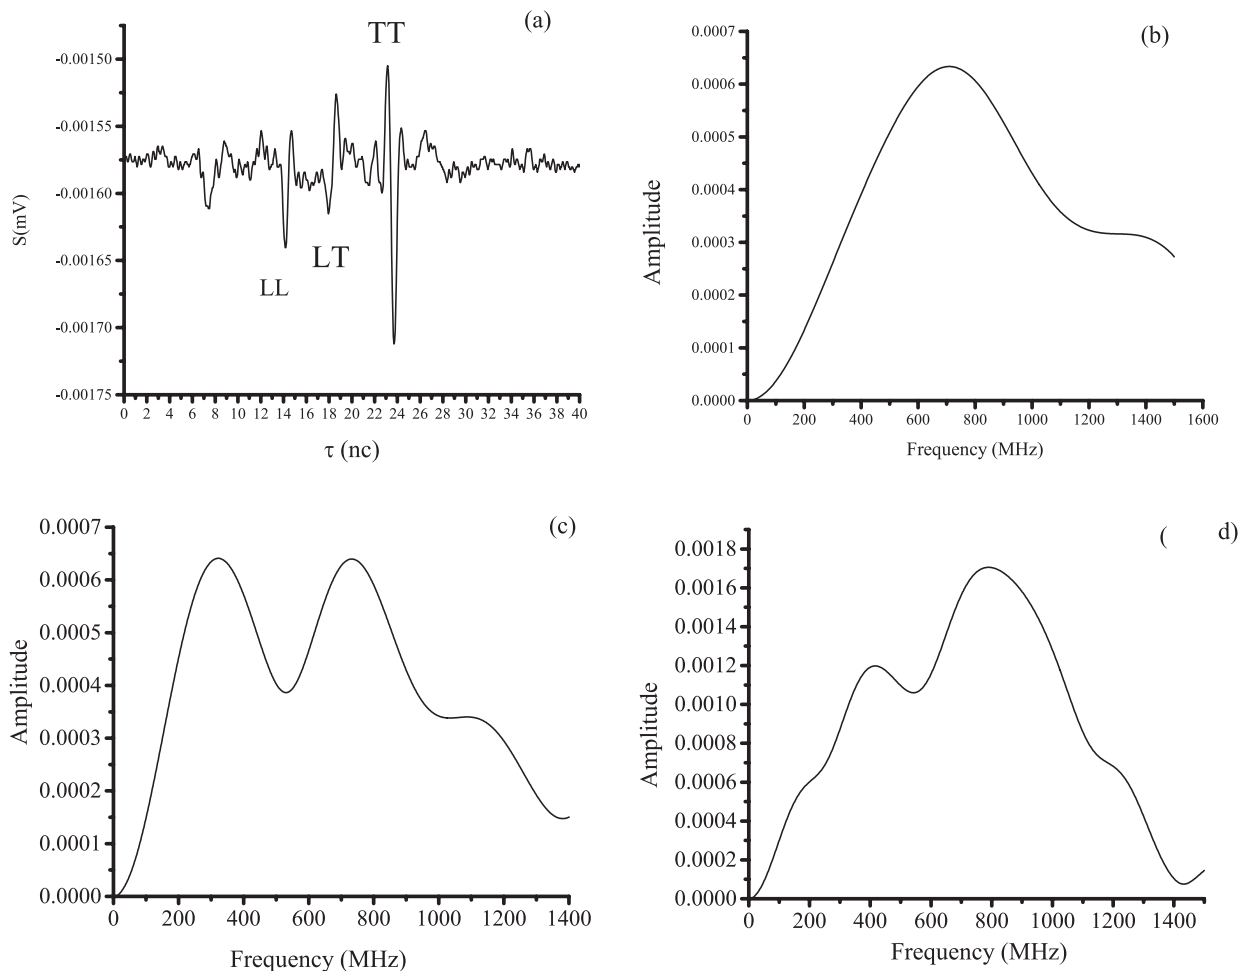 (a)
TT
-0.00150
-0.00155
-0.00160
-0.00165
-0.00170
-0.00175
S(mV)
LT
LL
0 2 4 6 8 10 12 14 16 18 20 22 24 26 28 30 32 34 36 38 40
τ (nc)
(b)
0.0007
0.0006
0.0005
0.0004
0.0003
0.0002
0.0001
0.0000
Amplitude
0 200 400 600 800 1000 1200 1400 1600
Frequency (MHz)
(c)
0.0007
0.0006
0.0005
0.0004
0.0003
0.0002
0.0001
0.0000
Amplitude
0 200 400 600 800 1000 1200 1400
Frequency (MHz)
( d)
0.0018
0.0016
0.0014
0.0012
0.0010
0.0008
0.0006
0.0004
0.0002
0.0000
Amplitude
0 200 400 600 800 1000 1200 1400
Frequency (MHz)